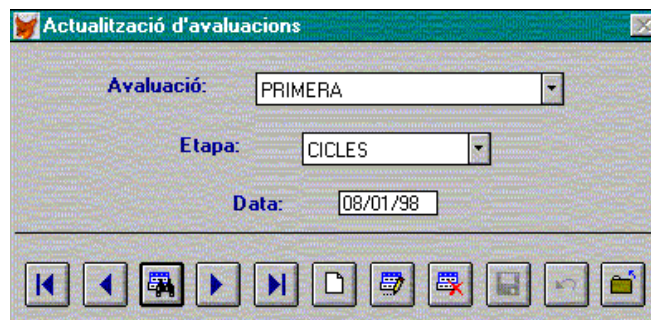 Actualització d'avaluacions
Avaluació: PRIMERA
Etapa: CICLES
Data: 08/01/98